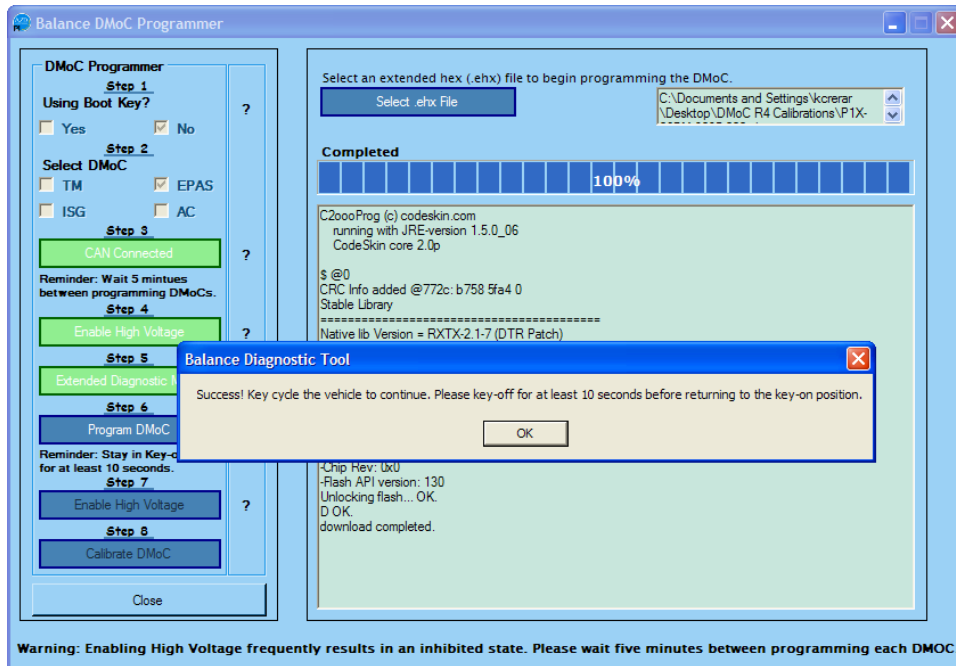 Balance DMoC Programmer
DMoC Programmer
Step 1
Using Boot Key?
?
Yes
No
Step 2
Select DMoC
TM
EPAS
ISG
AC
Step 3
CAN Connected
?
Reminder: Wait 5 mintues
between programming DMoCs.
Step 4
Enable High Voltage
?
Step 5
Extended Diagnostic
Step 6
Program DMoC
Reminder: Stay in
for at least 10 seconds.
Step 7
Enable High Voltage
?
Step 8
Calibrate DMoC
Close
Select an extended hex (.ehx) file to begin programming the DMoC.
Select .ehx File
C:\Documents and Settings\kcrerar
\Desktop\DMoC R4 Calibrations\P1X-
Completed
100%
C2oooProg (c) codeskin.com
running with JRE-version 1.5.0_06
CodeSkin core 2.0p
$ @0
CRC Info added @772c: b758 5fa4 0
Stable Library
=========================================
Native lib Version = RXTX-2.1-7 (DTR Patch)
Balance Diagnostic Tool
Success! Key cycle the vehicle to continue. Please key-off for at least 10 seconds before returning to the key-on position.
OK
-Chip Rev: 0x0
-Flash API version: 130
Unlocking flash... OK.
D OK.
download completed.
Warning: Enabling High Voltage frequently results in an inhibited state. Please wait five minutes between programming each DMOC